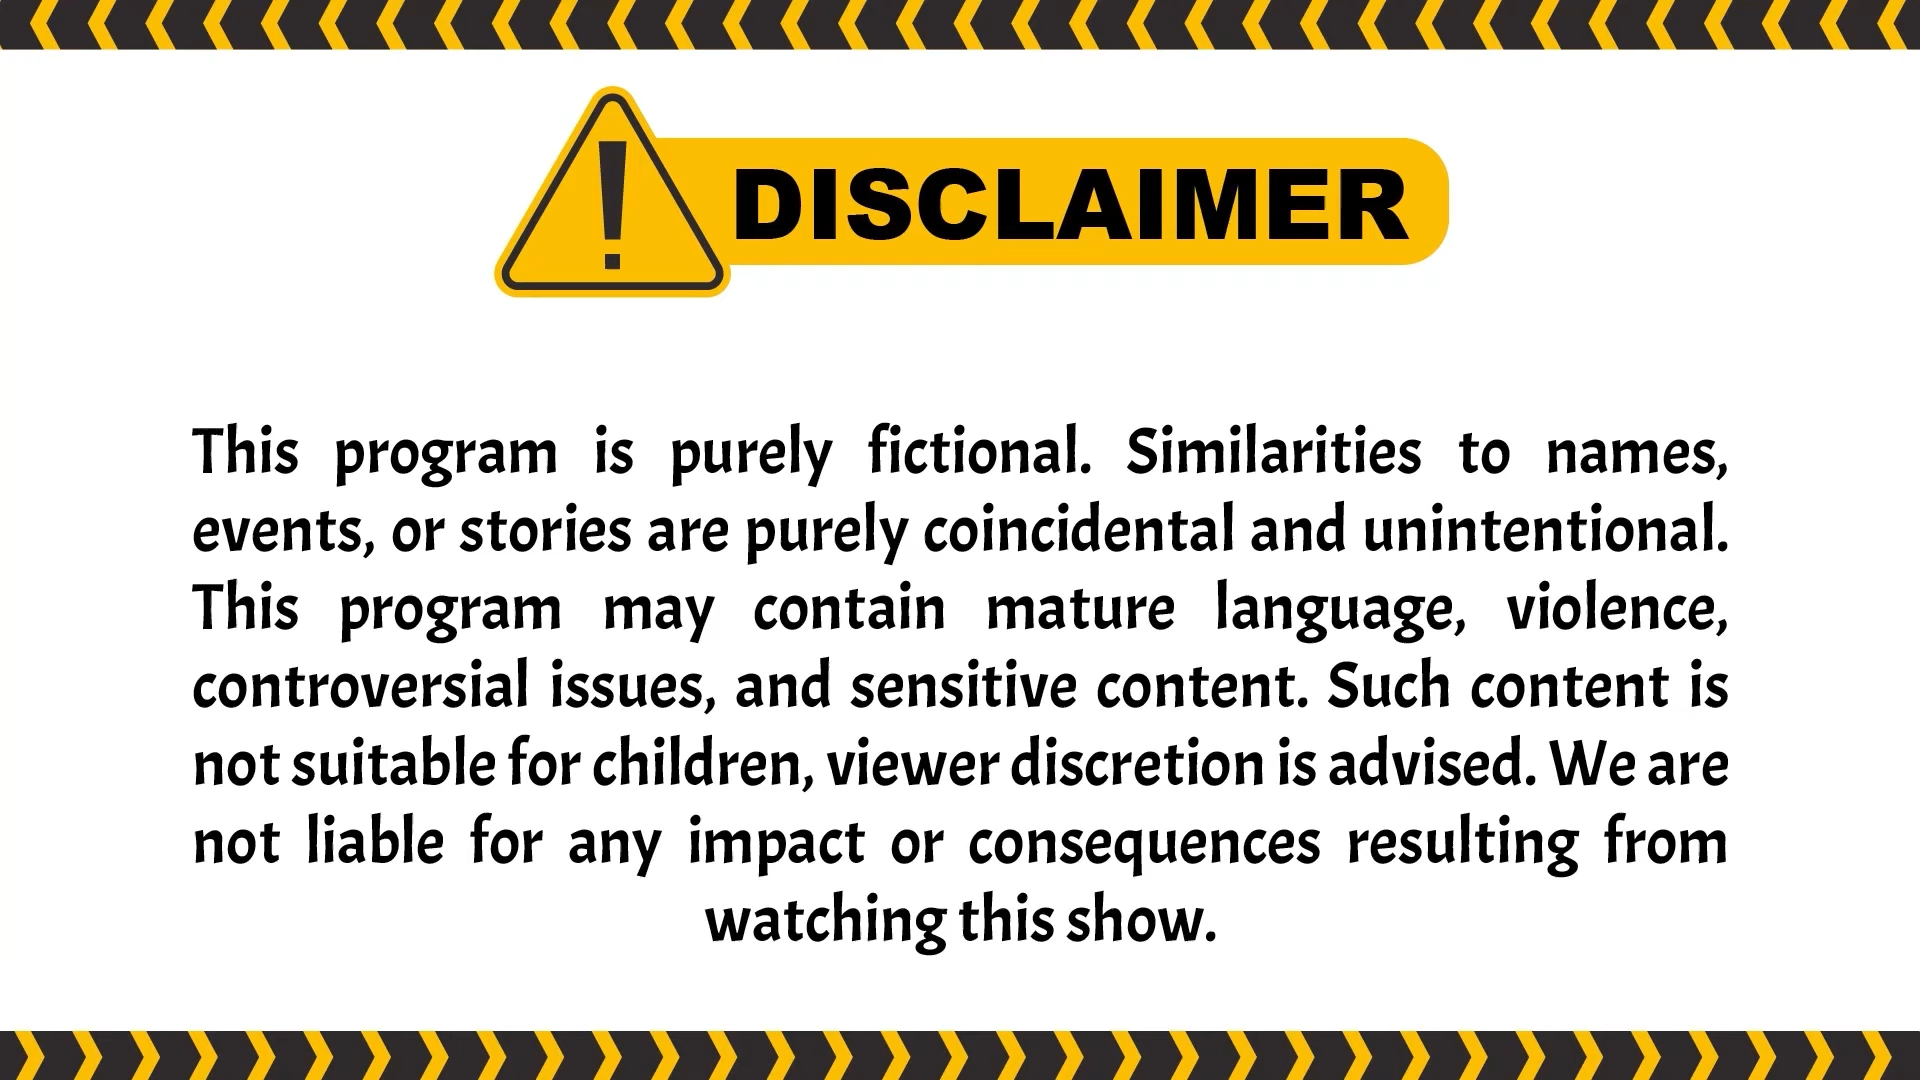 DISCLAIMER
This program is purely fictional. Similarities to names,
events, or stories are purely coincidental and unintentional.
This program may contain mature language, violence,
controversial issues, and sensitive content. Such content is
not suitable for children, viewer discretion is advised. We are
not liable for any impact or consequences resulting from
watching this show.